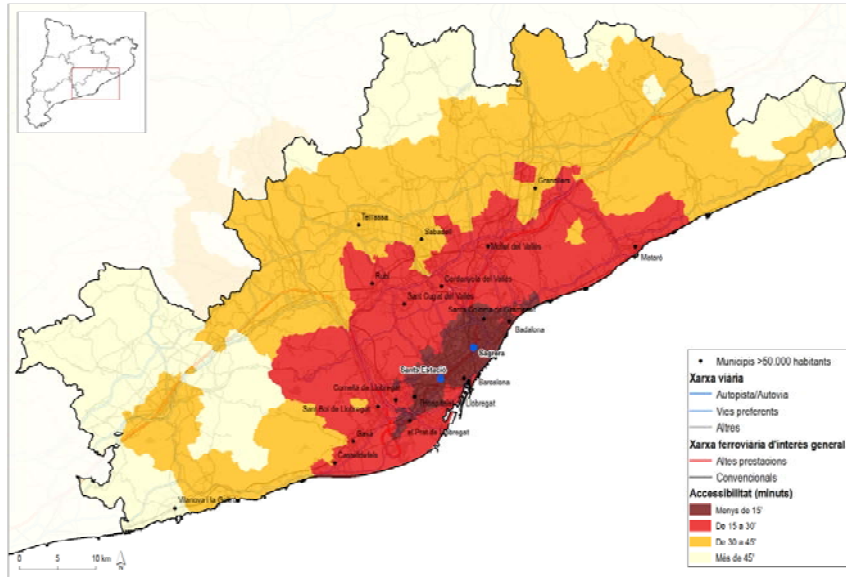 Granollers
Terrassa
Sabadell
Mollet del Vallès
Mataró
Rubí
Cerdanyola del Vallès
Sant Cugat del Vallès
Santa Coloma de Gramenet
Badalona
Sagrera
Sants Estació
Barcelona
Cornellà de Llobregat
Llobregat
Sant Boi de Llobregat
el Prat de Llobregat
Gavà
Castelldefels
Vilanova i la Geltrú
0 5 10 km
N
Municipis >50.000 habitants
Xarxa viària
Autopista/Autovia
Vies preferents
Altres
Xarxa ferroviària d'interès general
Altes prestacions
Convencionals
Accessibilitat (minuts)
Menys de 15'
De 15 a 30'
De 30 a 45'
Més de 45'